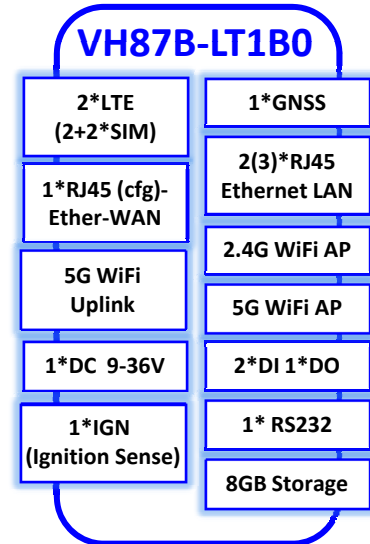 VH87B-LT1B0
2*LTE
(2+2*SIM)
1*RJ45 (cfg)-
Ether-WAN
5G WiFi
Uplink
1*DC 9-36V
1*IGN
(Ignition Sense)
1*GNSS
2(3)*RJ45
Ethernet LAN
2.4G WiFi AP
5G WiFi AP
2*DI 1*DO
1* RS232
8GB Storage